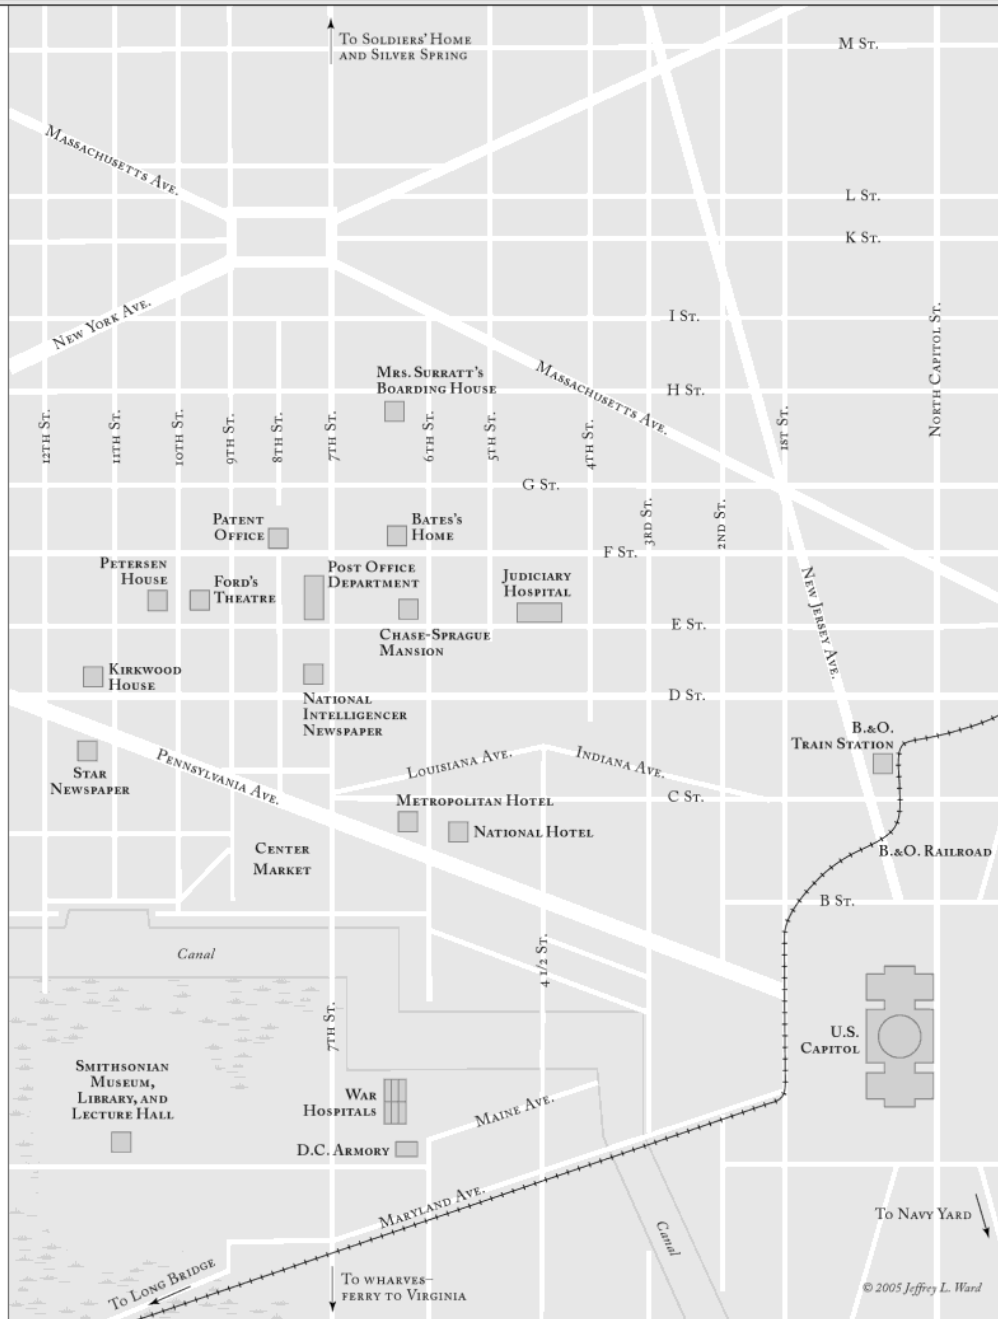 To Soldiers' Home
and Silver Spring
M St.
Massachusetts Ave.
L St.
K St.
New York Ave.
I St.
North Capitol St.
Mrs. Surratt's
Boarding House
Massachusetts Ave.
H St.
12th St.
11th St.
10th St.
9th St.
8th St.
7th St.
6th St.
5th St.
4th St.
1st St.
G St.
3rd St.
2nd St.
Patent
Office
Bates's
Home
F St.
Petersen
House
Ford's
Theatre
Post Office
Department
Judiciary
Hospital
New Jersey Ave.
E St.
Chase-Sprague
Mansion
Kirkwood
House
National
Intelligencer
Newspaper
D St.
B.&O.
Train Station
Star
Newspaper
Pennsylvania Ave.
Louisiana Ave.
Indiana Ave.
C St.
Metropolitan Hotel
National Hotel
Center
Market
B.&O. Railroad
B St.
Canal
4 1/2 St.
7th St.
U.S.
Capitol
Smithsonian
Museum,
Library, and
Lecture Hall
War
Hospitals
Maine Ave.
D.C. Armory
Maryland Ave.
To Navy Yard
Canal
To Long Bridge
To wharves–
ferry to Virginia
© 2005 Jeffrey L. Ward